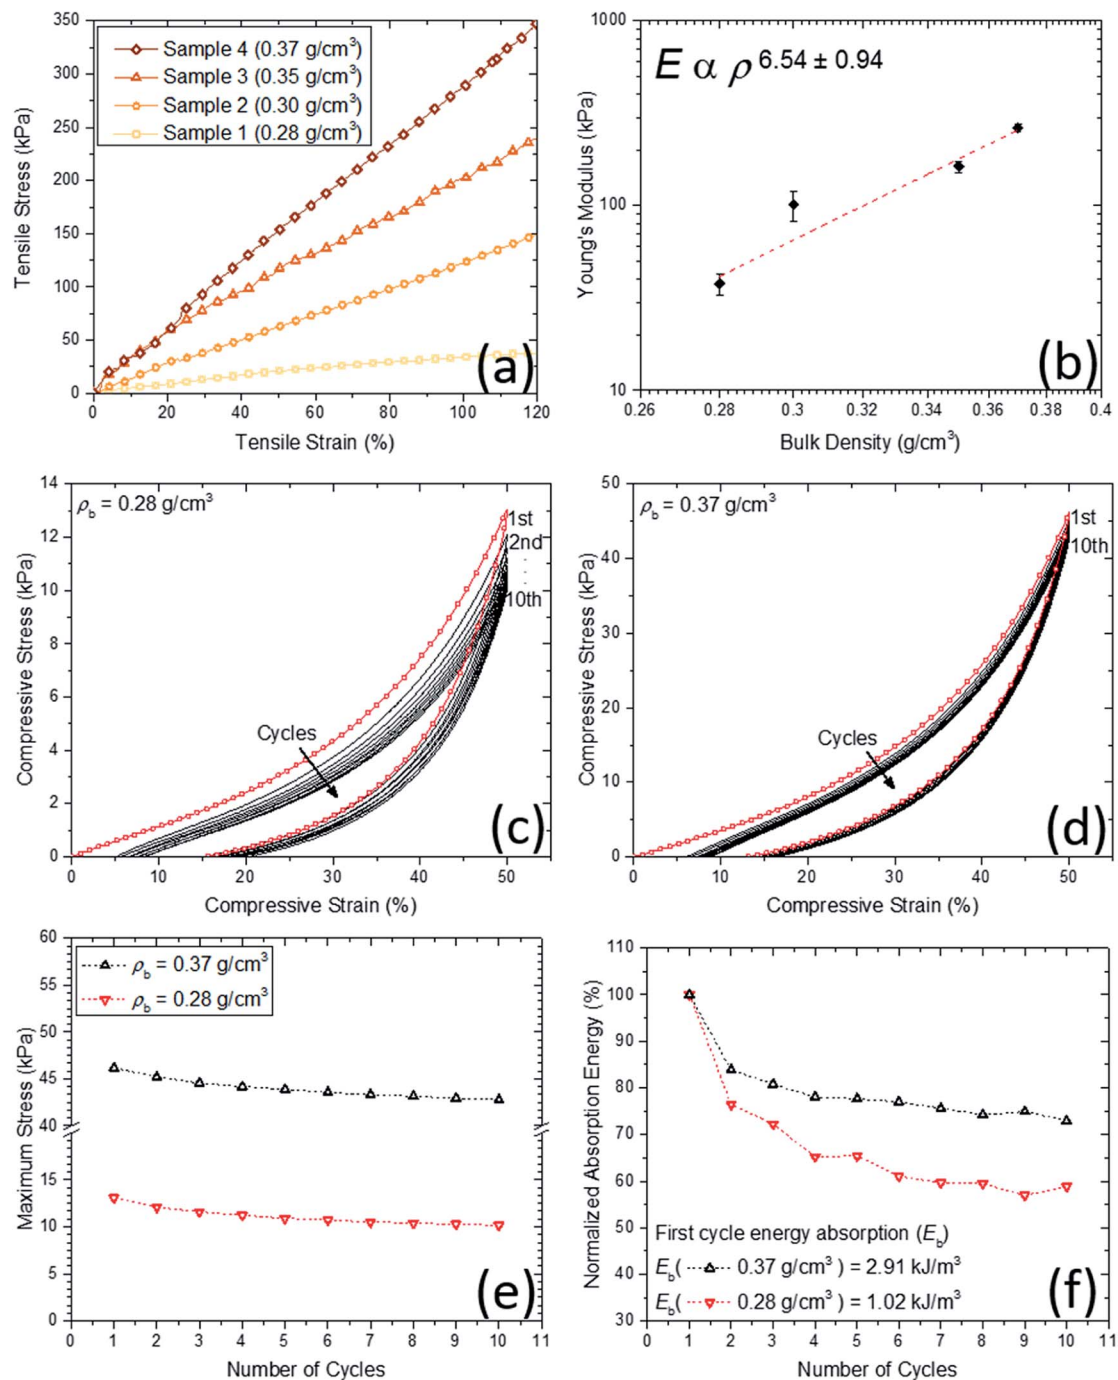 350
300
250
200
150
100
50
0
Tensile Stress (kPa)
Sample 4 (0.37 g/cm³)
Sample 3 (0.35 g/cm³)
Sample 2 (0.30 g/cm³)
Sample 1 (0.28 g/cm³)
(a)
0 20 40 60 80 100 120
Tensile Strain (%)
1000
100
10
Young's Modulus (kPa)
E α ρ 6.54 ± 0.94
(b)
0.26 0.28 0.3 0.32 0.34 0.36 0.38 0.4
Bulk Density (g/cm³)
14
12
10
8
6
4
2
0
Compressive Stress (kPa)
ρb = 0.28 g/cm³
1st
2nd
10th
Cycles
(c)
0 10 20 30 40 50
Compressive Strain (%)
50
40
30
20
10
0
Compressive Stress (kPa)
ρb = 0.37 g/cm³
1st
10th
Cycles
(d)
0 10 20 30 40 50
Compressive Strain (%)
60
55
50
45
40
15
10
5
0
Maximum Stress (kPa)
ρb = 0.37 g/cm³
ρb = 0.28 g/cm³
(e)
0 1 2 3 4 5 6 7 8 9 10 11
Number of Cycles
110
100
90
80
70
60
50
40
30
Normalized Absorption Energy (%)
First cycle energy absorption (Eb)
Eb( 0.37 g/cm³ ) = 2.91 kJ/m³
Eb( 0.28 g/cm³ ) = 1.02 kJ/m³
(f)
0 1 2 3 4 5 6 7 8 9 10 11
Number of Cycles